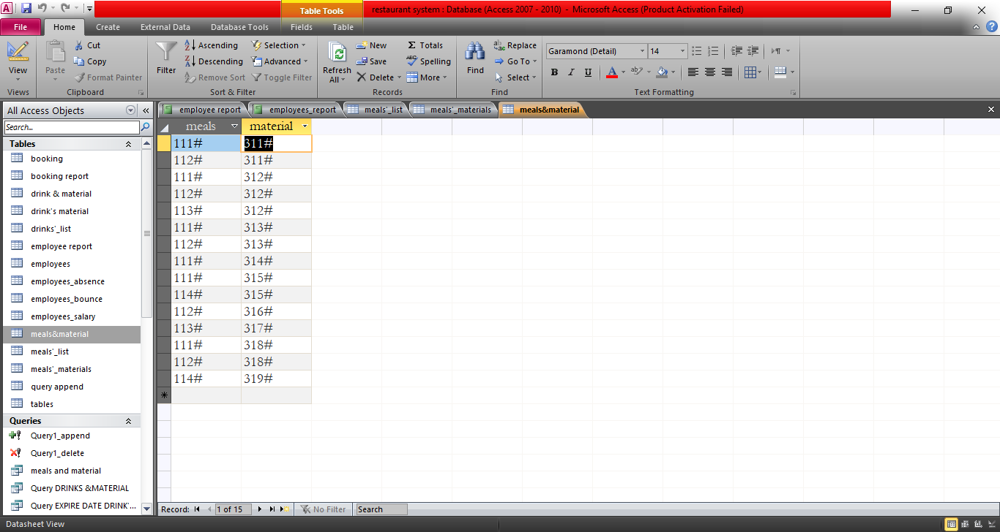 Table Tools
restaurant system : Database (Access 2007 - 2010) - Microsoft Access (Product Activation Failed)
File Home Create External Data Database Tools Fields Table
View
Views
Paste
Cut
Copy
Format Painter
Clipboard
Filter
Ascending
Descending
Remove Sort
Selection
Advanced
Toggle Filter
Sort & Filter
Refresh
All
New
Save
Delete
Totals
Spelling
More
Records
Find
Replace
Go To
Select
Find
Garamond (Detail) 14
B I U A ab
Text Formatting
All Access Objects
Search...
Tables
booking
booking report
drink & material
drink's material
drinks'_list
employee report
employees
employees_absence
employees_bounce
employees_salary
meals&material
meals'_list
meals'_materials
query append
tables
Queries
Query1_append
Query1_delete
meals and material
Query DRINKS &MATERIAL
Query EXPIRE DATE DRINK'...
employee report employees_report meals'_list meals'_materials meals&material
meals material
111# 311#
112# 311#
111# 312#
112# 312#
113# 312#
111# 313#
112# 313#
111# 314#
111# 315#
114# 315#
112# 316#
113# 317#
111# 318#
112# 318#
114# 319#
Record: 1 of 15 No Filter Search
Datasheet View